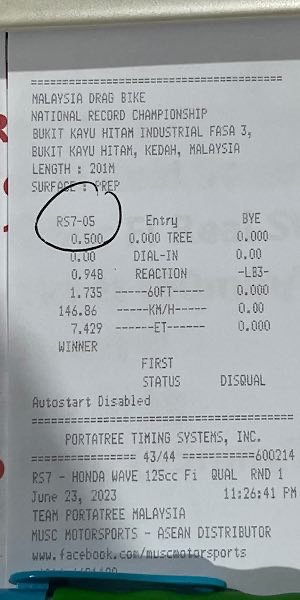 ================================
MALAYSIA DRAG BIKE
NATIONAL RECORD CHAMPIONSHIP
BUKIT KAYU HITAM INDUSTRIAL FASA 3,
BUKIT KAYU HITAM, KEDAH, MALAYSIA
LENGTH : 201M
SURFACE : PREP
RS7-05 Entry BYE
0.500 0.000 TREE 0.000
0.00 DIAL-IN 0.00
0.948 REACTION -LB3-
1.735 -----60FT----- 0.000
146.86 -----KM/H----- 0.00
7.429 ------ET------ 0.000
WINNER
FIRST
STATUS DISQUAL
Autostart Disabled
================================
PORTATREE TIMING SYSTEMS, INC.
============== 43/44 ==========600214
RS7 - HONDA WAVE 125cc Fi QUAL RND 1
June 23, 2023 11:26:41 PM
TEAM PORTATREE MALAYSIA
MUSC MOTORSPORTS - ASEAN DISTRIBUTOR
www.facebook.com/muscmotorsports